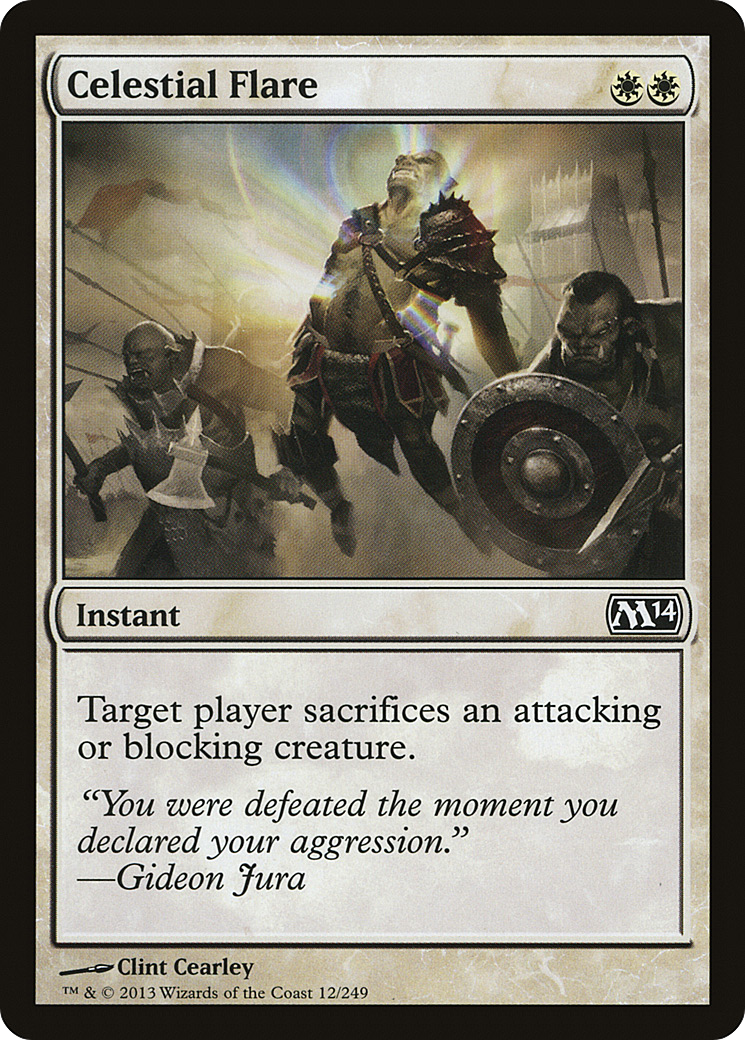 Celestial Flare
Instant
M14
Target player sacrifices an attacking
or blocking creature.
“You were defeated the moment you
declared your aggression.”
—Gideon Jura
Clint Cearley
™ & © 2013 Wizards of the Coast 12/249